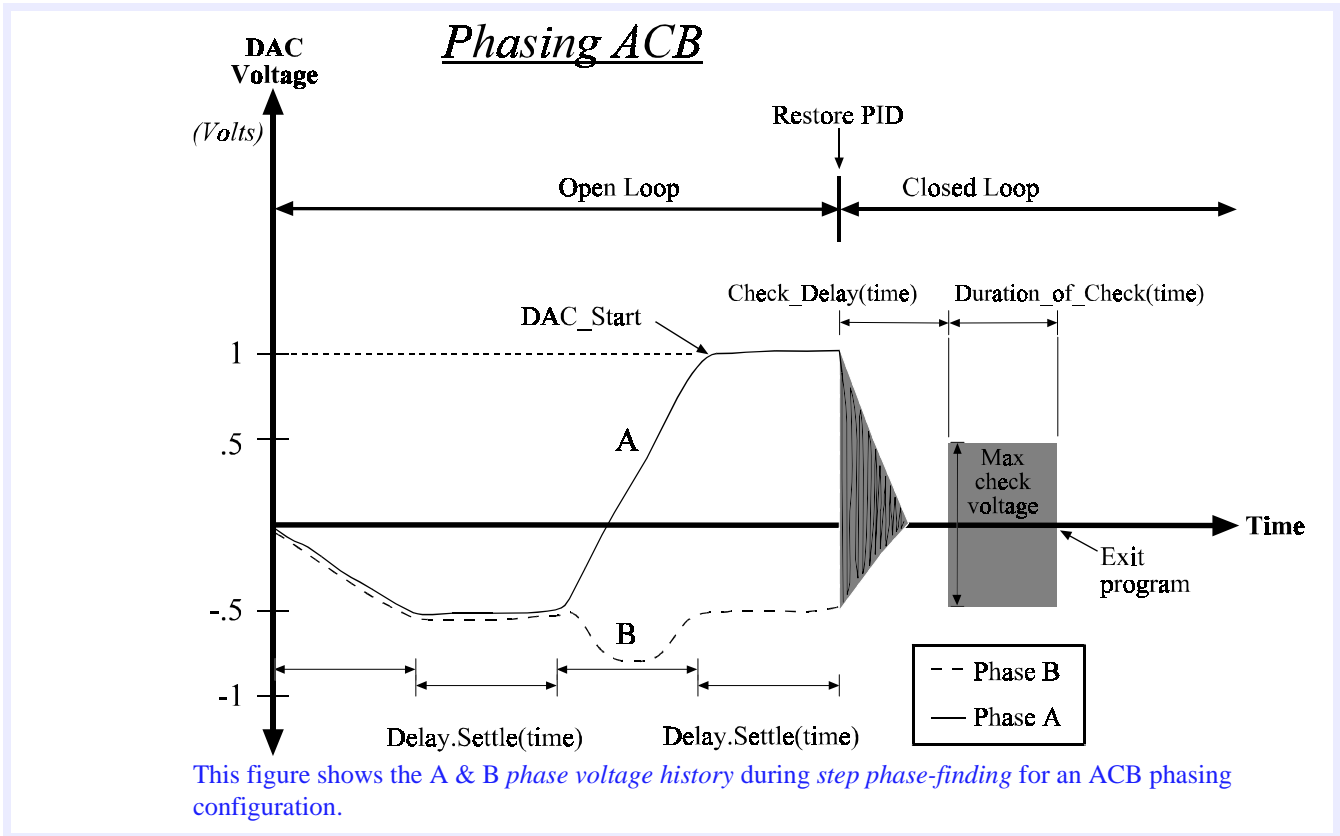 Phasing ACB
DAC
Voltage
(Volts)
Restore PID
Open Loop
Closed Loop
Check_Delay(time)
Duration_of_Check(time)
DAC_Start
1
.5
A
Max
check
voltage
Time
Exit
program
-.5
B
-1
Phase B
Phase A
Delay.Settle(time)
Delay.Settle(time)
This figure shows the A & B phase voltage history during step phase-finding for an ACB phasing
configuration.